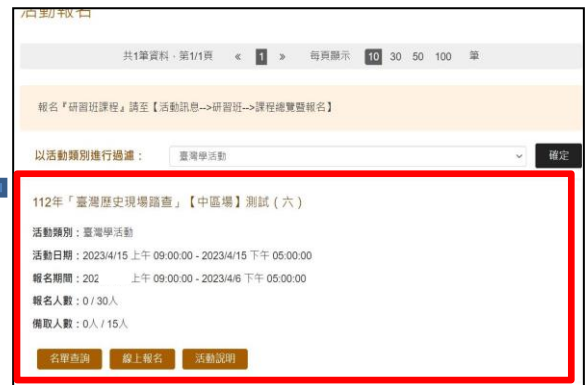 活動報名
共1筆資料，第1/1頁 « 1 » 每頁顯示 10 30 50 100 筆
報名『研習班課程』請至【活動訊息-->研習班-->課程總覽暨報名】
以活動類別進行過濾： 臺灣學活動 確定
112年「臺灣歷史現場踏查」【中區場】測試(六)
活動類別：臺灣學活動
活動日期：2023/4/15 上午 09:00:00 - 2023/4/15 下午 05:00:00
報名期間：202 上午 09:00:00 - 2023/4/6 下午 05:00:00
報名人數：0 / 30人
備取人數：0人 / 15人
名單查詢 線上報名 活動說明